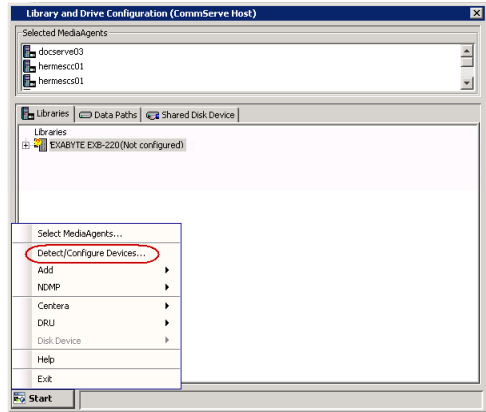 Library and Drive Configuration (CommServe Host)
Selected MediaAgents
docserve03
hermescc01
hermescs01
Libraries
Data Paths
Shared Disk Device
Libraries
EXABYTE EXB-220(Not configured)
Select MediaAgents...
Detect/Configure Devices...
Add
NDMP
Centera
DRU
Disk Device
Help
Exit
Start